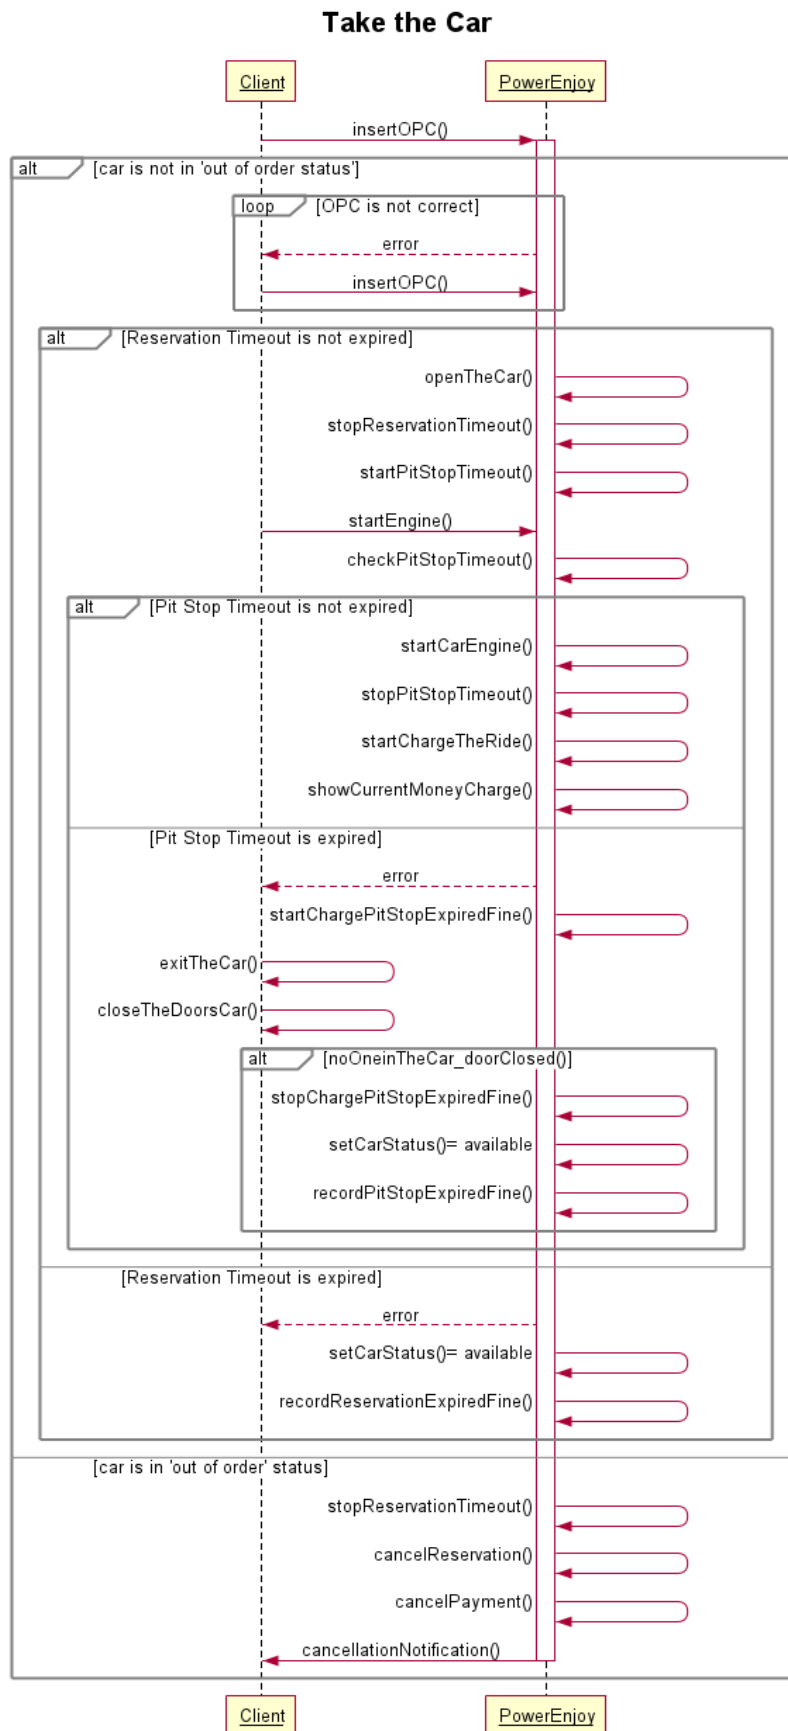 Take the Car
Client
PowerEnjoy
insertOPC()
alt
[car is not in 'out of order status']
loop
[OPC is not correct]
error
insertOPC()
alt
[Reservation Timeout is not expired]
openTheCar()
stopReservationTimeout()
startPitStopTimeout()
startEngine()
checkPitStopTimeout()
alt
[Pit Stop Timeout is not expired]
startCarEngine()
stopPitStopTimeout()
startChargeTheRide()
showCurrentMoneyCharge()
[Pit Stop Timeout is expired]
error
startChargePitStopExpiredFine()
exitTheCar()
closeTheDoorsCar()
alt
[noOneinTheCar_doorClosed()]
stopChargePitStopExpiredFine()
setCarStatus()= available
recordPitStopExpiredFine()
[Reservation Timeout is expired]
error
setCarStatus()= available
recordReservationExpiredFine()
[car is in 'out of order' status]
stopReservationTimeout()
cancelReservation()
cancelPayment()
cancellationNotification()
Client
PowerEnjoy